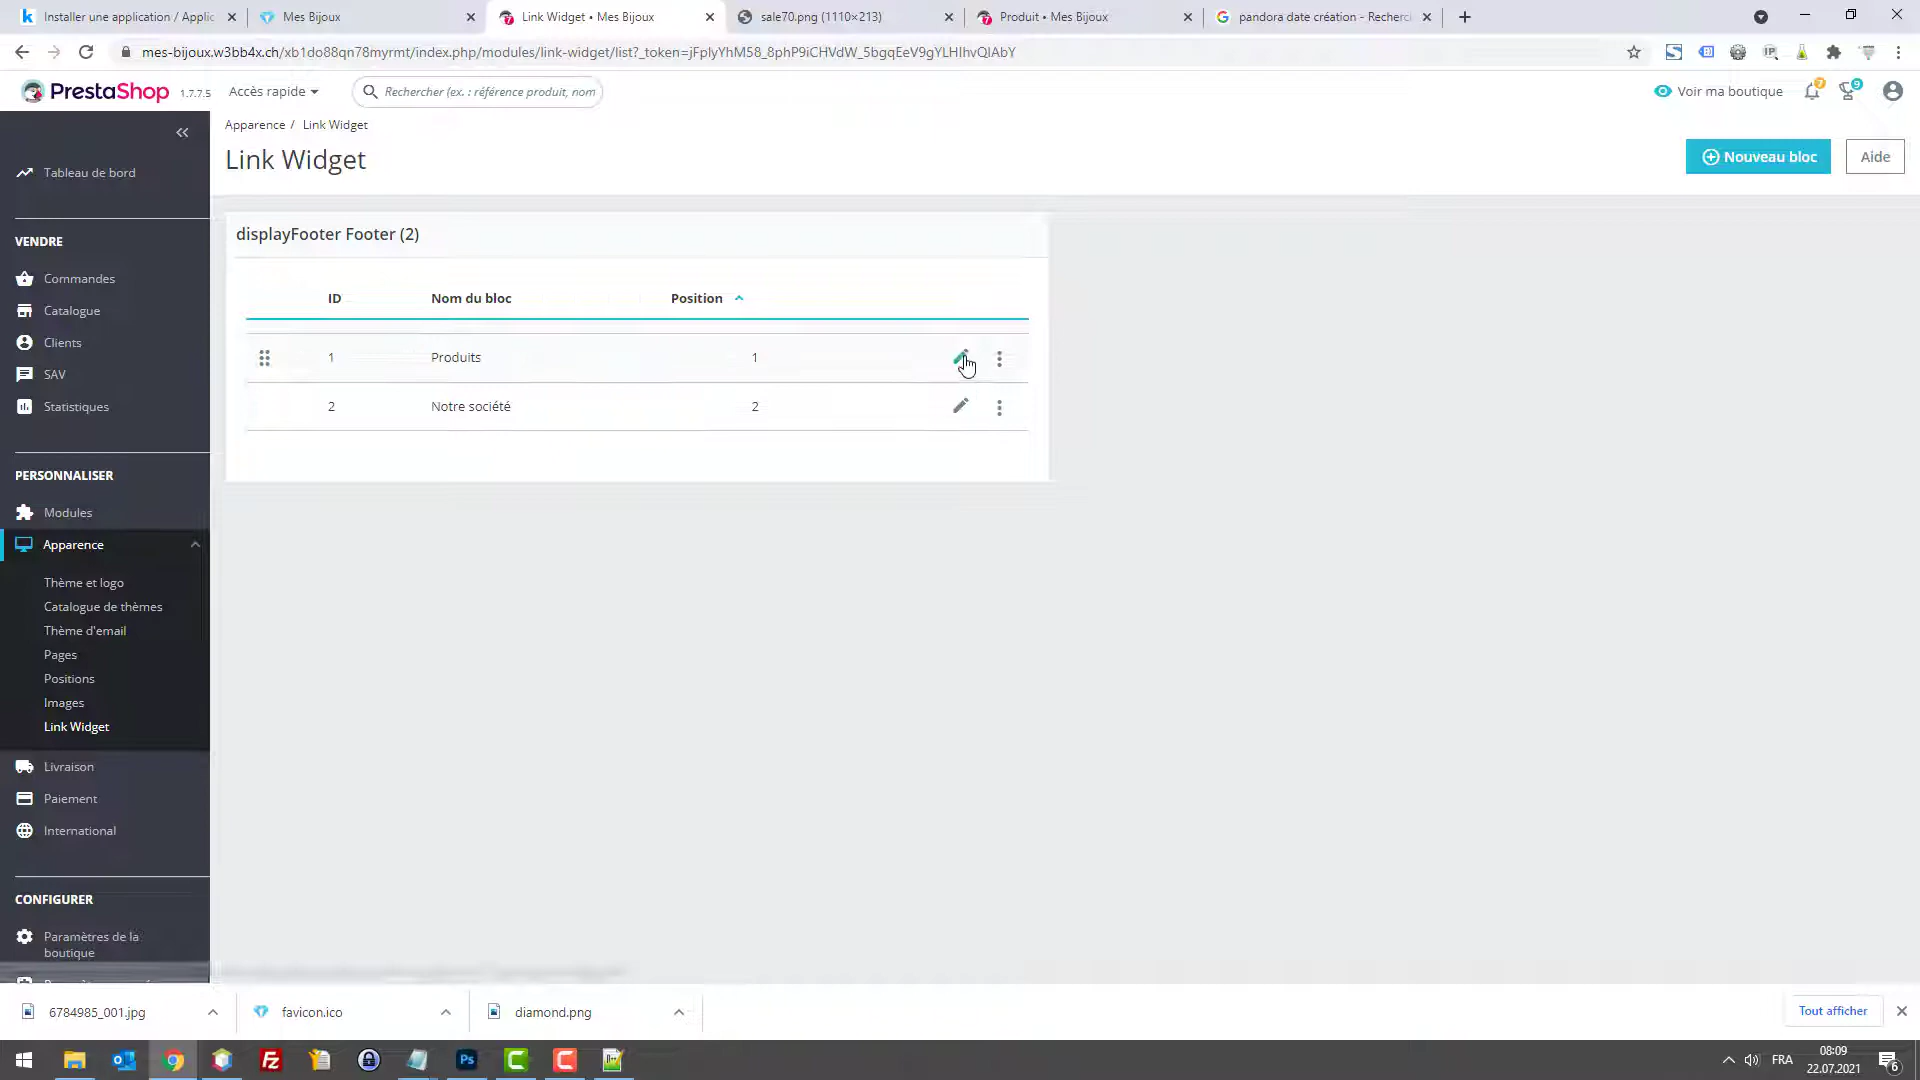 Installer une application / Applic
Mes Bijoux
Link Widget • Mes Bijoux
sale70.png (1110×213)
Produit • Mes Bijoux
pandora date création - Recherc
mes-bijoux.w3bb4x.ch/xb1do88qn78myrmt/index.php/modules/link-widget/list?_token=jFplyYhM58_8phP9iCHVdW_5bgqEeV9gYLHIhvQlAbY
PrestaShop 1.7.7.5
Accès rapide
Rechercher (ex. : référence produit, nom
Voir ma boutique
7
9
Apparence / Link Widget
Link Widget
Nouveau bloc
Aide
Tableau de bord
VENDRE
Commandes
Catalogue
Clients
SAV
Statistiques
PERSONNALISER
Modules
Apparence
Thème et logo
Catalogue de thèmes
Thème d'email
Pages
Positions
Images
Link Widget
Livraison
Paiement
International
CONFIGURER
Paramètres de la
boutique
displayFooter Footer (2)
ID Nom du bloc Position
1 Produits 1
2 Notre société 2
6784985_001.jpg
favicon.ico
diamond.png
Tout afficher
FRA
08:09
22.07.2021
6